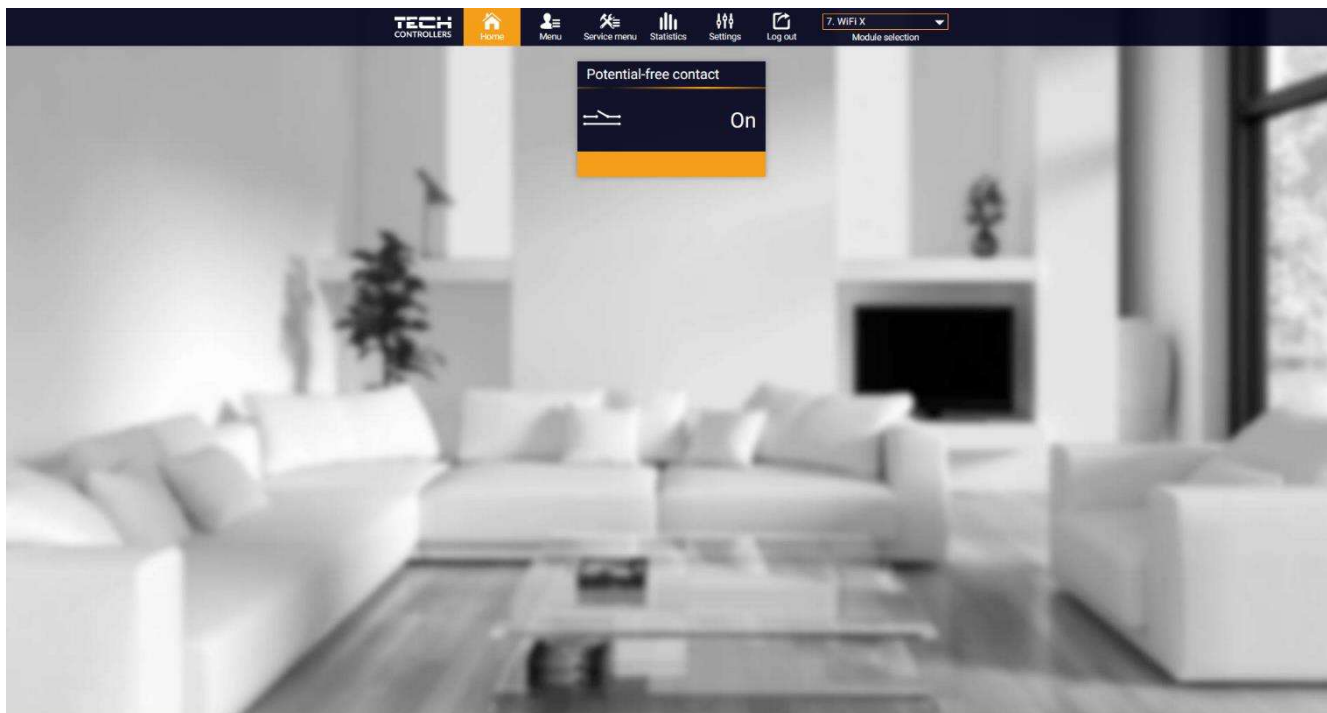 TECH
CONTROLLERS
Home
Menu
Service menu
Statistics
Settings
Log out
7. WiFi X
Module selection
Potential-free contact
On